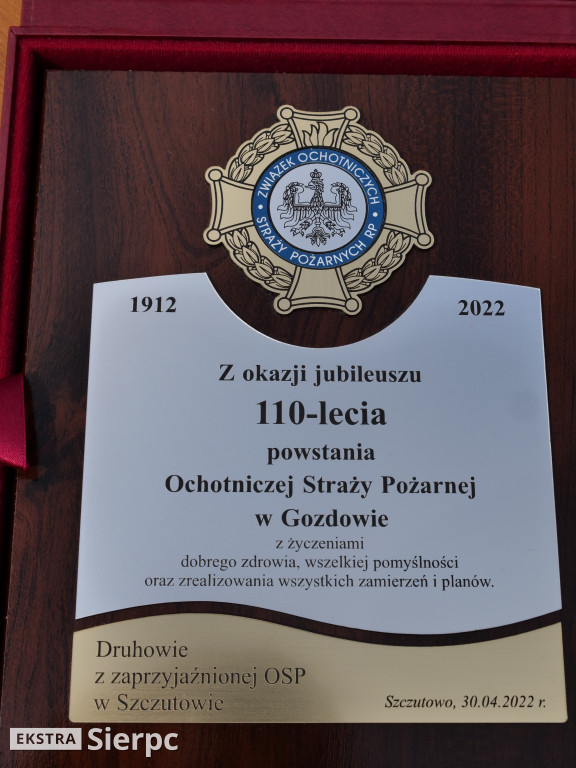 ZWIĄZEK OCHOTNICZYCH
STRAŻY POŻARNYCH RP
1912
2022
Z okazji jubileuszu
110-lecia
powstania
Ochotniczej Straży Pożarnej
w Gozdowie
z życzeniami
dobrego zdrowia, wszelkiej pomyślności
oraz zrealizowania wszystkich zamierzeń i planów.
Druhowie
z zaprzyjaźnionej OSP
w Szczutowie
Szczutowo, 30.04.2022 r.
EKSTRA Sierpc